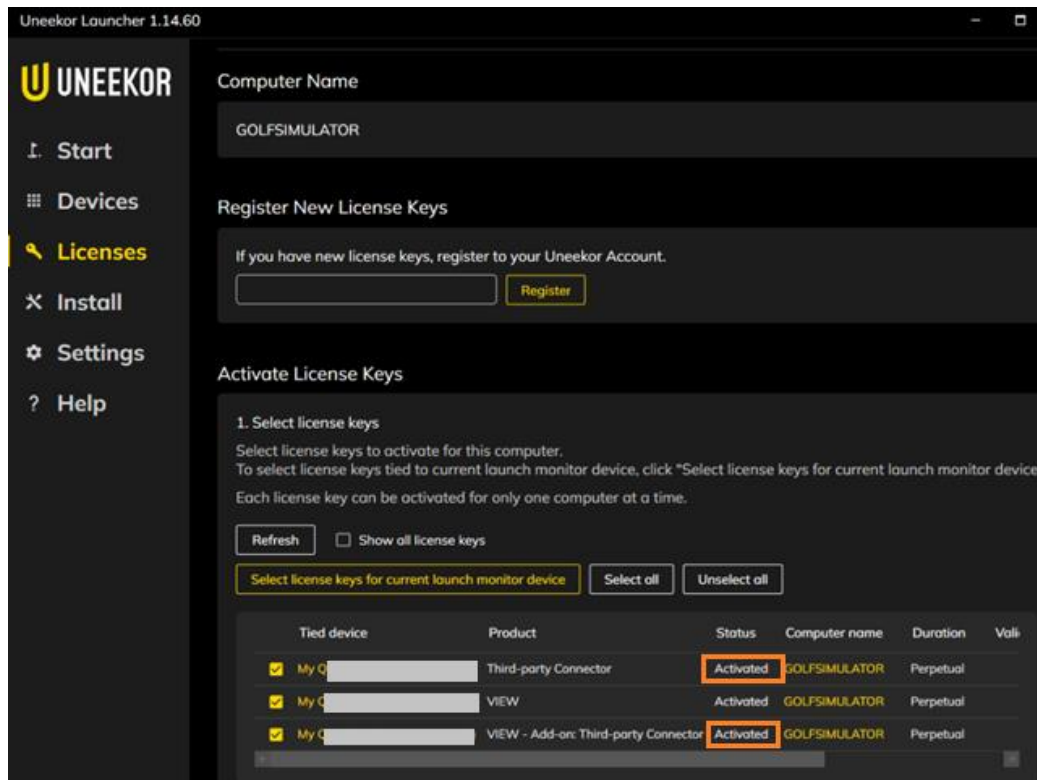 Uneekor Launcher 1.14.60
UNEEKOR
Start
Devices
Licenses
Install
Settings
? Help
Computer Name
GOLFSIMULATOR
Register New License Keys
If you have new license keys, register to your Uneekor Account.
Register
Activate License Keys
1. Select license keys
Select license keys to activate for this computer.
To select license keys tied to current launch monitor device, click "Select license keys for current launch monitor device
Each license key can be activated for only one computer at a time.
Refresh Show all license keys
Select license keys for current launch monitor device Select all Unselect all
Tied device Product Status Computer name Duration Vali
My Third-party Connector Activated GOLFSIMULATOR Perpetual
My VIEW Activated GOLFSIMULATOR Perpetual
My VIEW - Add-on: Third-party Connector Activated GOLFSIMULATOR Perpetual